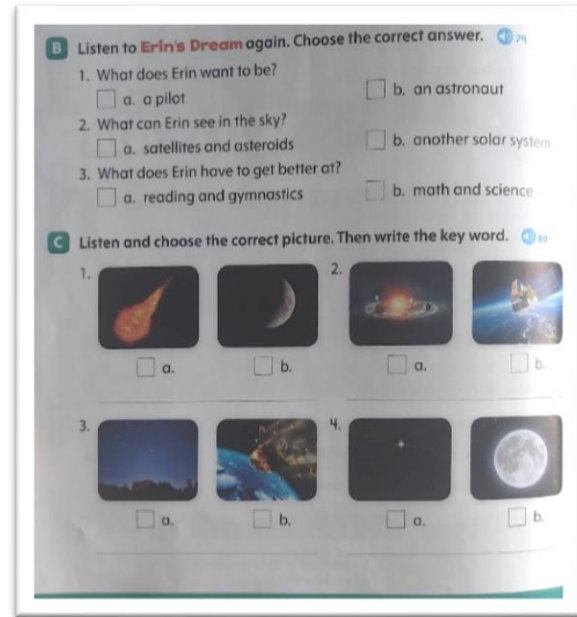 B Listen to Erin's Dream again. Choose the correct answer. 79
1. What does Erin want to be?
a. a pilot b. an astronaut
2. What can Erin see in the sky?
a. satellites and asteroids b. another solar system
3. What does Erin have to get better at?
a. reading and gymnastics b. math and science
C Listen and choose the correct picture. Then write the key word. 80
1. 2.
a. b. a. b.
3. 4.
a. b. a. b.